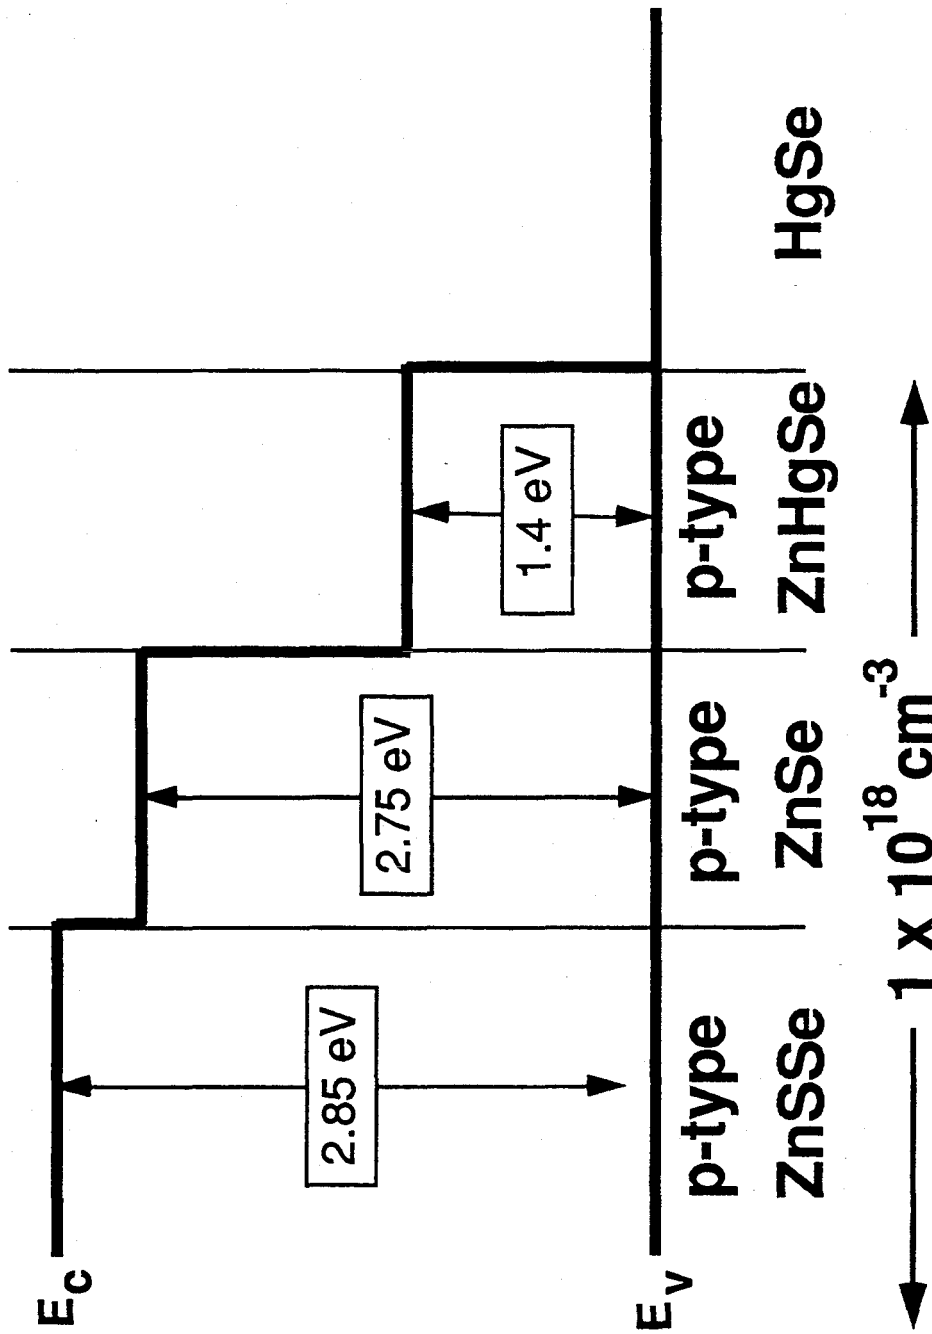 E_c
2.85 eV
2.75 eV
1.4 eV
E_v
p-type p-type p-type
ZnSSe ZnSe ZnHgSe HgSe
1 x 10^18 cm^-3